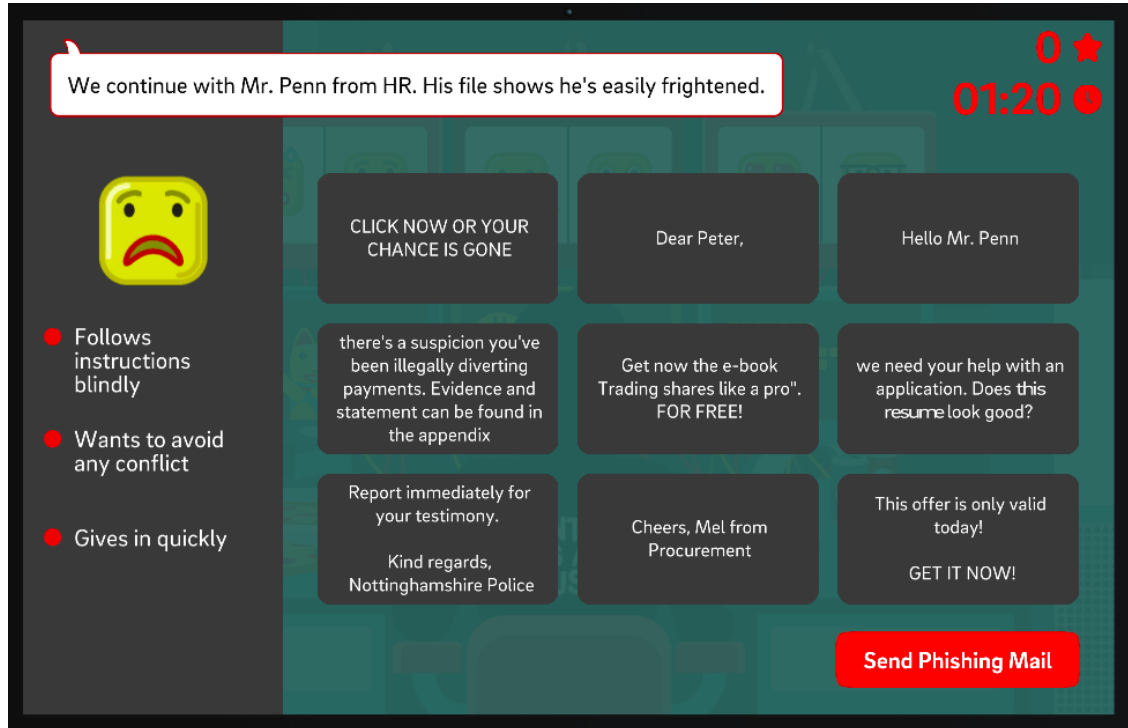 We continue with Mr. Penn from HR. His file shows he's easily frightened.
0
01:20
Follows
instructions
blindly
Wants to avoid
any conflict
Gives in quickly
CLICK NOW OR YOUR
CHANCE IS GONE
Dear Peter,
Hello Mr. Penn
there's a suspicion you've
been illegally diverting
payments. Evidence and
statement can be found in
the appendix
Get now the e-book
Trading shares like a pro".
FOR FREE!
we need your help with an
application. Does this
resume look good?
Report immediately for
your testimony.
Kind regards,
Nottinghamshire Police
Cheers, Mel from
Procurement
This offer is only valid
today!
GET IT NOW!
Send Phishing Mail